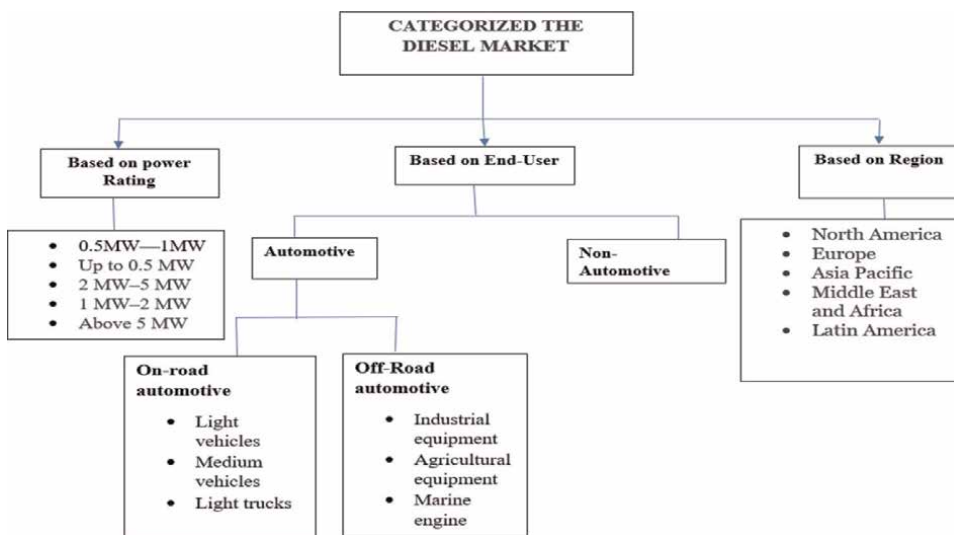 CATEGORIZED THE
DIESEL MARKET
Based on power
Rating
Based on End-User
Based on Region
0.5MW—1MW
Up to 0.5 MW
2 MW–5 MW
1 MW–2 MW
Above 5 MW
Automotive
Non-
Automotive
North America
Europe
Asia Pacific
Middle East
and Africa
Latin America
On-road
automotive
Light
vehicles
Medium
vehicles
Light trucks
Off-Road
automotive
Industrial
equipment
Agricultural
equipment
Marine
engine